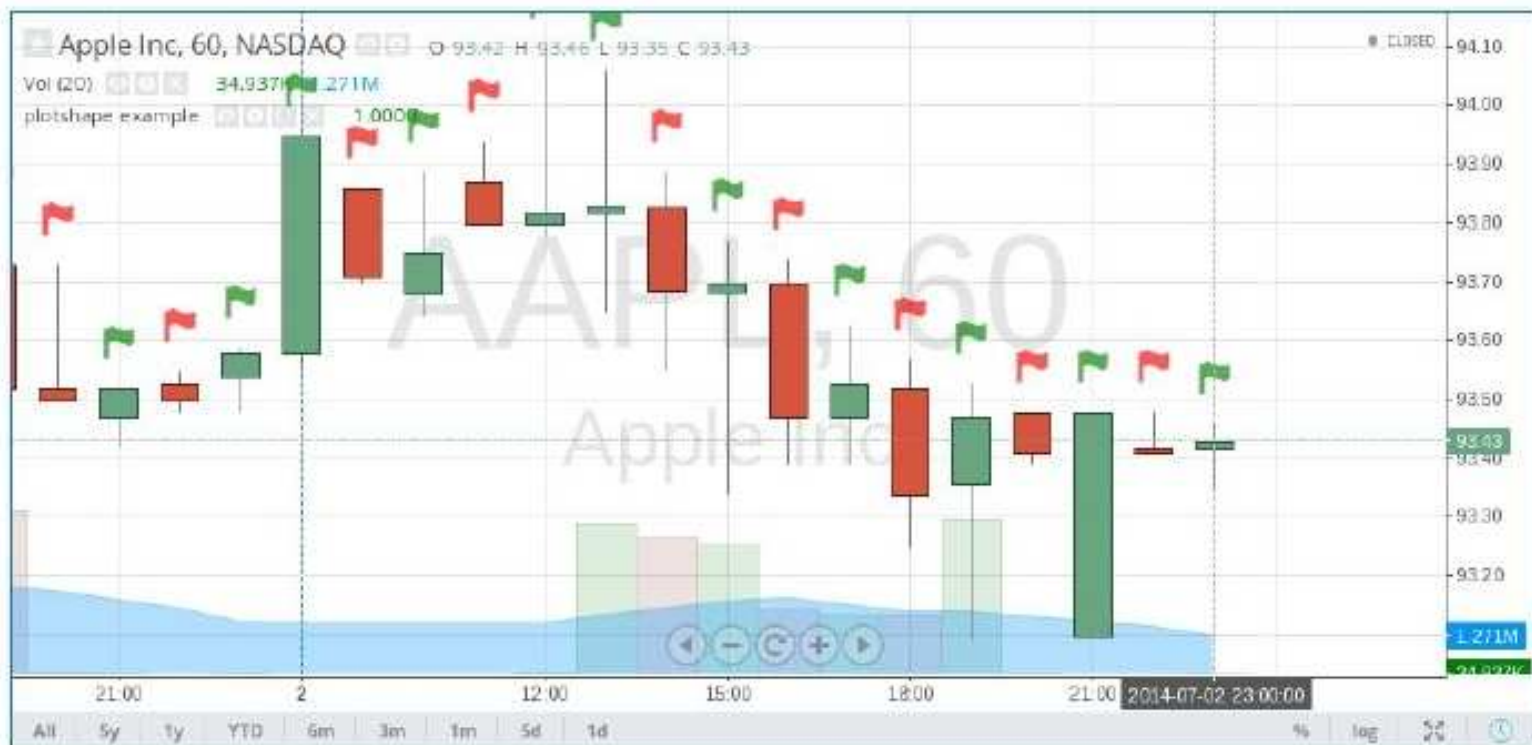 Apple Inc, 60, NASDAQ O 93.42 H 93.46 L 93.35 C 93.43
CLOSED
Vol (20) 34.937K 1.271M
plotshape example 1.0000
94.10
94.00
93.90
93.80
93.70
93.60
93.50
93.43
93.40
93.30
93.20
1.271M
34.937K
AAPL, 60
Apple Inc
21:00 2 12:00 15:00 18:00 21:00 2014-07-02 23:00:00
All 5y 1y YTD 6m 3m 1m 5d 1d % log